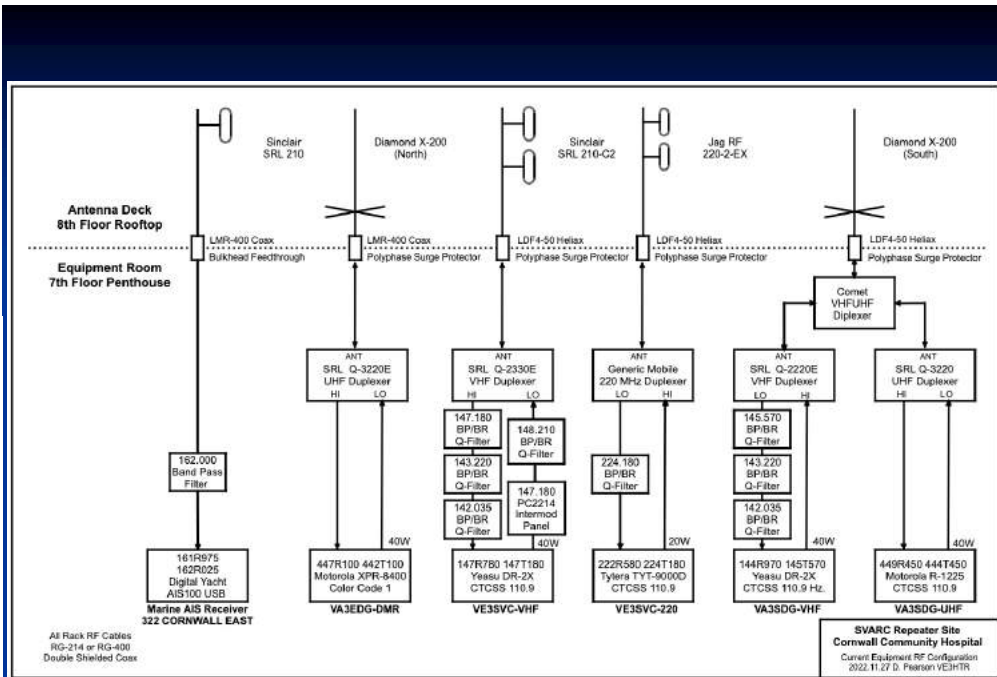 Sinclair
SRL 210
Diamond X-200
(North)
Sinclair
SRL 210-C2
Jag RF
220-2-EX
Diamond X-200
(South)
Antenna Deck
8th Floor Rooftop
LMR-400 Coax
LMR-400 Coax
LDF4-50 Heliax
LDF4-50 Heliax
LDF4-50 Heliax
Bulkhead Feedthrough
Polyphase Surge Protector
Polyphase Surge Protector
Polyphase Surge Protector
Polyphase Surge Protector
Equipment Room
7th Floor Penthouse
Comet
VHFUHF
Diplexer
ANT
SRL Q-3220E
UHF Duplexer
HI LO
ANT
SRL Q-2330E
VHF Duplexer
HI LO
ANT
Generic Mobile
220 MHz Duplexer
LO HI
ANT
SRL Q-2220E
VHF Duplexer
LO HI
ANT
SRL Q-3220
UHF Duplexer
HI LO
162.000
Band Pass
Filter
147.180
BP/BR
Q-Filter
143.220
BP/BR
Q-Filter
142.035
BP/BR
Q-Filter
148.210
BP/BR
Q-Filter
147.180
PC2214
Intermod
Panel
224.180
BP/BR
Q-Filter
145.570
BP/BR
Q-Filter
143.220
BP/BR
Q-Filter
142.035
BP/BR
Q-Filter
40W
40W
20W
40W
40W
161R975
162R025
Digital Yacht
AIS100 USB
Marine AIS Receiver
322 CORNWALL EAST
447R100 442T100
Motorola XPR-8400
Color Code 1
VA3EDG-DMR
147R780 147T180
Yeasu DR-2X
CTCSS 110.9
VE3SVC-VHF
222R580 224T180
Tytera TYT-9000D
CTCSS 110.9
VE3SVC-220
144R970 145T570
Yeasu DR-2X
CTCSS 110.9 Hz.
VA3SDG-VHF
449R450 444T450
Motorola R-1225
CTCSS 110.9
VA3SDG-UHF
All Rack RF Cables
RG-214 or RG-400
Double Shielded Coax
SVARC Repeater Site
Cornwall Community Hospital
Current Equipment RF Configuration
2022.11.27 D. Pearson VE3HTR